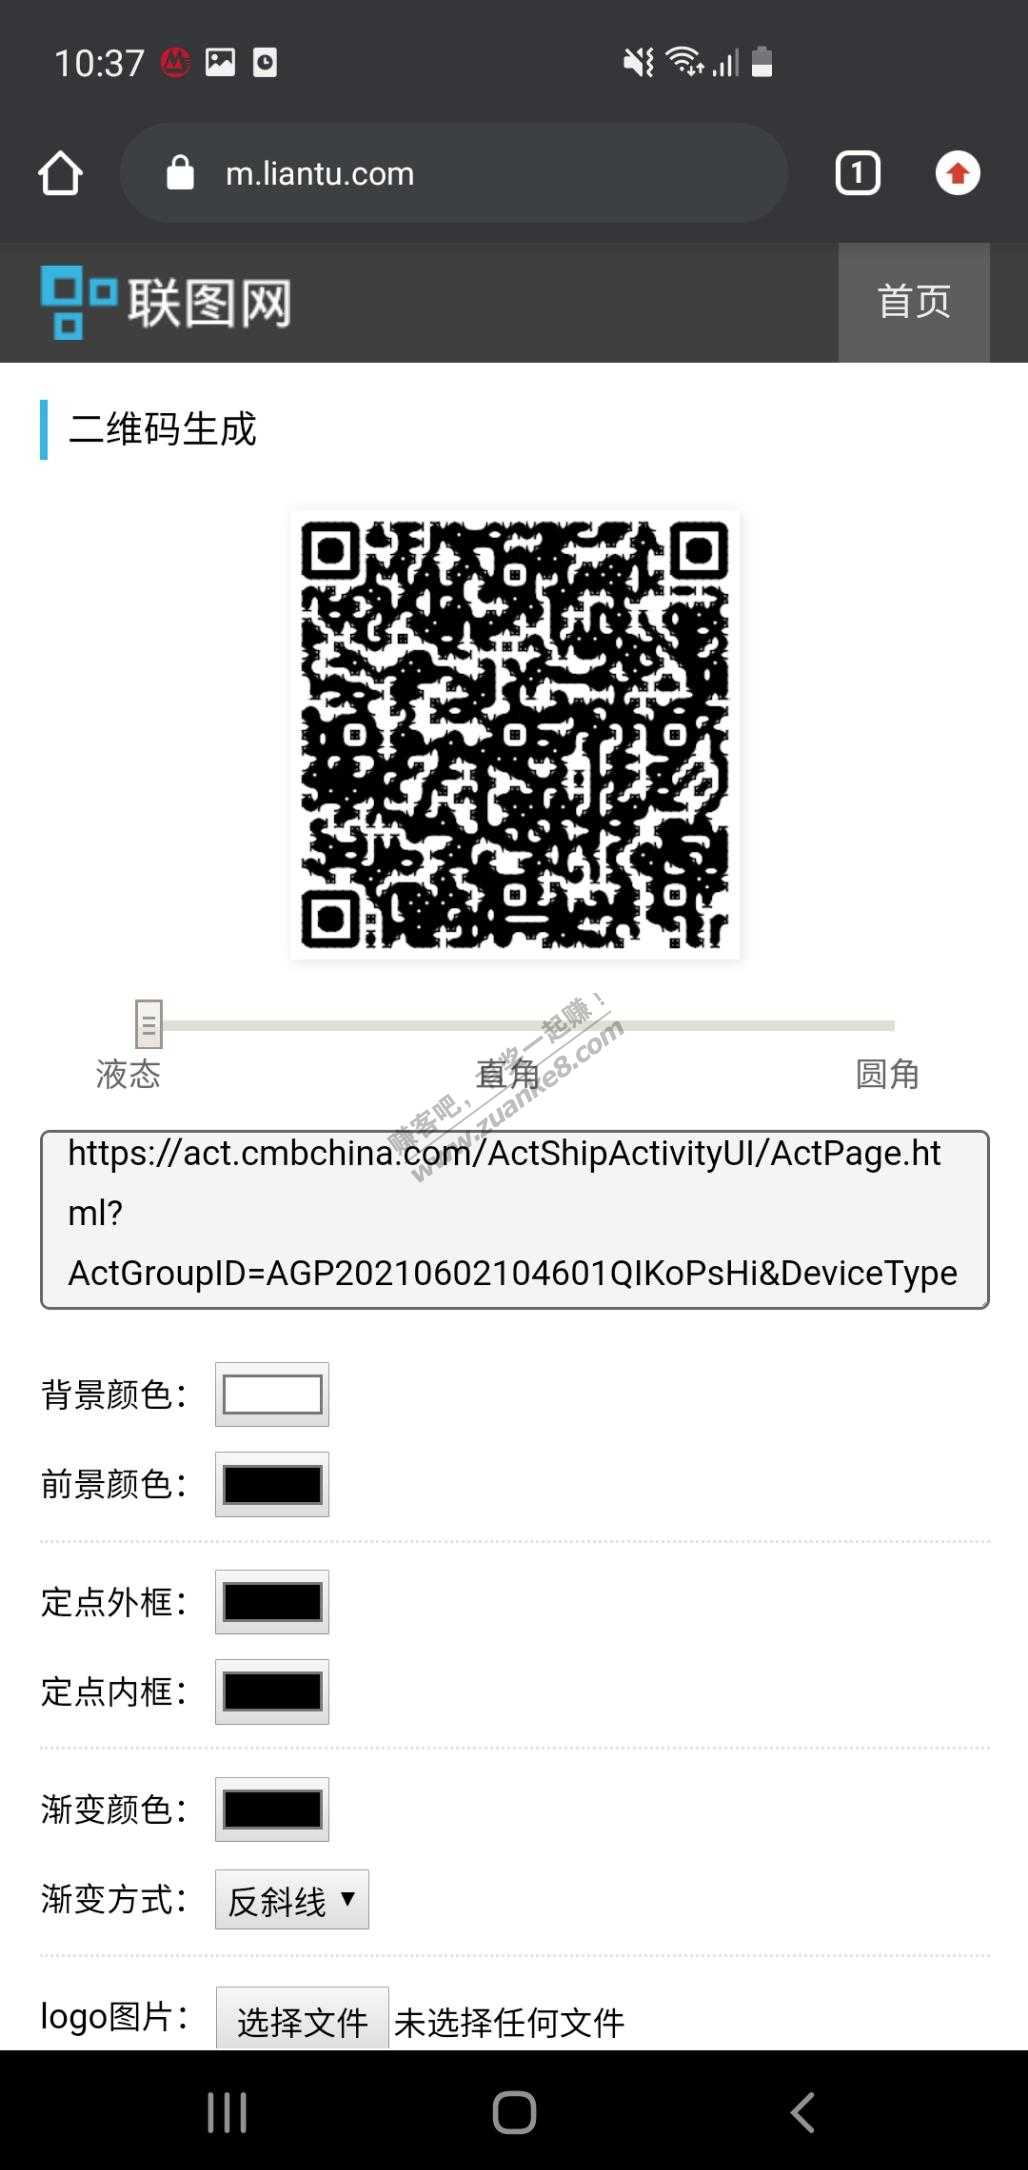 10:37
m.liantu.com
1
联图网
首页
二维码生成
液态
直角
圆角
赚客吧，有奖一起赚！
www.zuanke8.com
https://act.cmbchina.com/ActShipActivityUI/ActPage.ht
ml?
ActGroupID=AGP20210602104601QIKoPsHi&DeviceType
背景颜色：
前景颜色：
定点外框：
定点内框：
渐变颜色：
渐变方式：
反斜线
logo图片：
选择文件 未选择任何文件